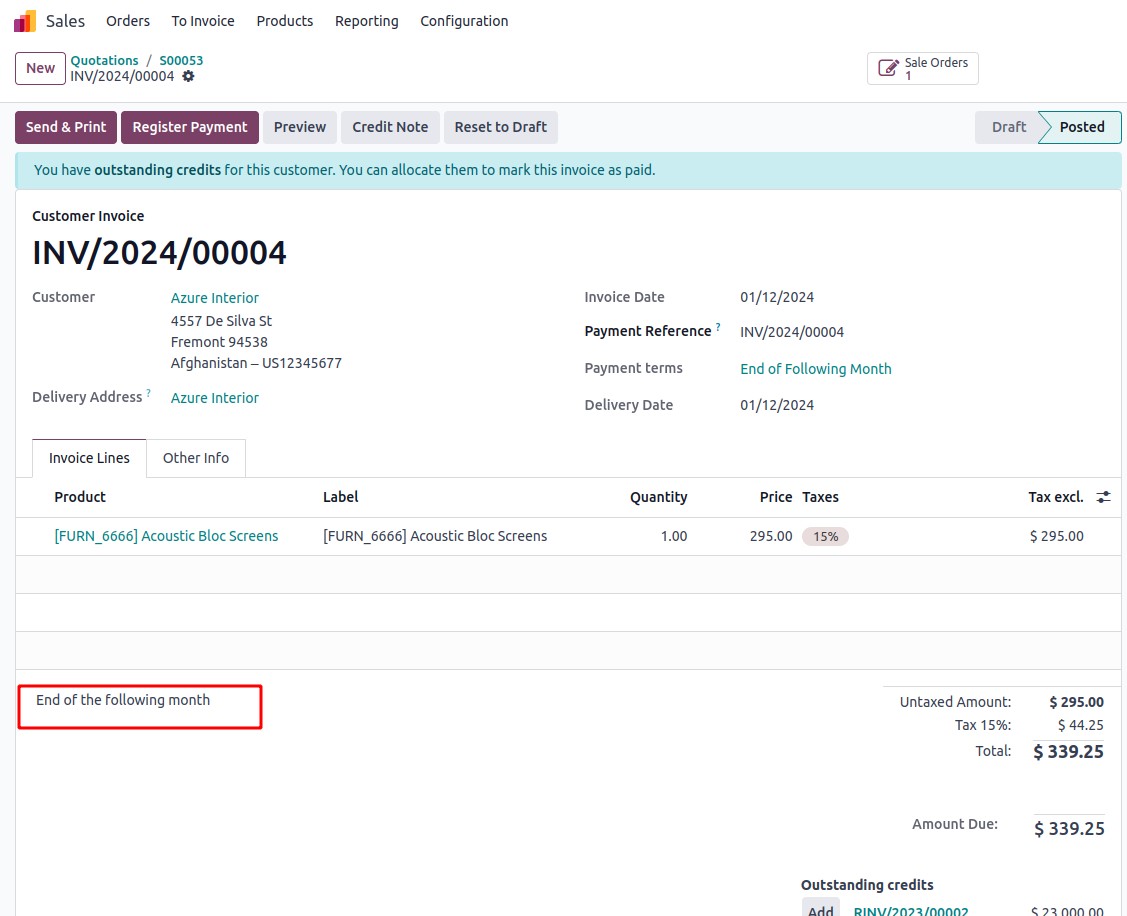 Sales Orders To Invoice Products Reporting Configuration
New
Quotations / S00053
INV/2024/00004
Sale Orders
1
Send & Print Register Payment Preview Credit Note Reset to Draft Draft Posted
You have outstanding credits for this customer. You can allocate them to mark this invoice as paid.
Customer Invoice
INV/2024/00004
Customer Azure Interior
4557 De Silva St
Fremont 94538
Afghanistan – US12345677
Delivery Address ? Azure Interior
Invoice Date 01/12/2024
Payment Reference ? INV/2024/00004
Payment terms End of Following Month
Delivery Date 01/12/2024
Invoice Lines Other Info
Product Label Quantity Price Taxes Tax excl.
[FURN_6666] Acoustic Bloc Screens [FURN_6666] Acoustic Bloc Screens 1.00 295.00 15% $ 295.00
End of the following month
Untaxed Amount: $ 295.00
Tax 15%: $ 44.25
Total: $ 339.25
Amount Due: $ 339.25
Outstanding credits
Add RINV/2023/00002 $ 23,000.00